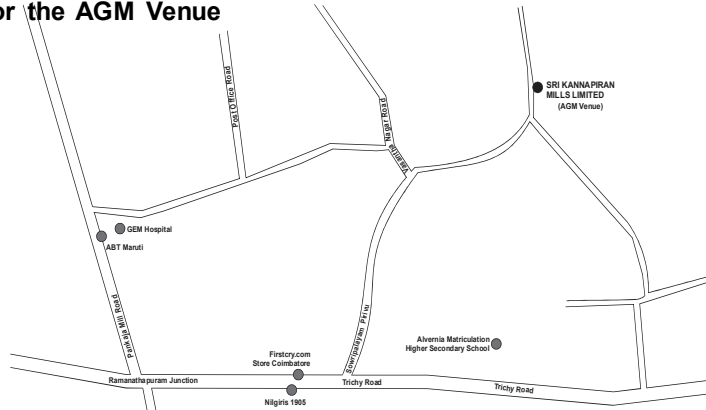 or the AGM Venue
Post Office Road
Vasantha Nagar Road
SRI KANNAPIRAN
MILLS LIMITED
(AGM Venue)
GEM Hospital
ABT Maruti
Pankaja Mill Road
Sowripalayam Pirivu
Alvernia Matriculation
Higher Secondary School
Firstcry.com
Store Coimbatore
Ramanathapuram Junction
Trichy Road
Trichy Road
Nilgiris 1905